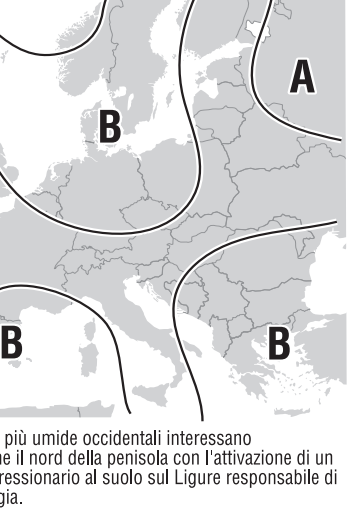 A
B
B
B
più umide occidentali interessano
e il nord della penisola con l'attivazione di un
ressionario al suolo sul Ligure responsabile di
gia.